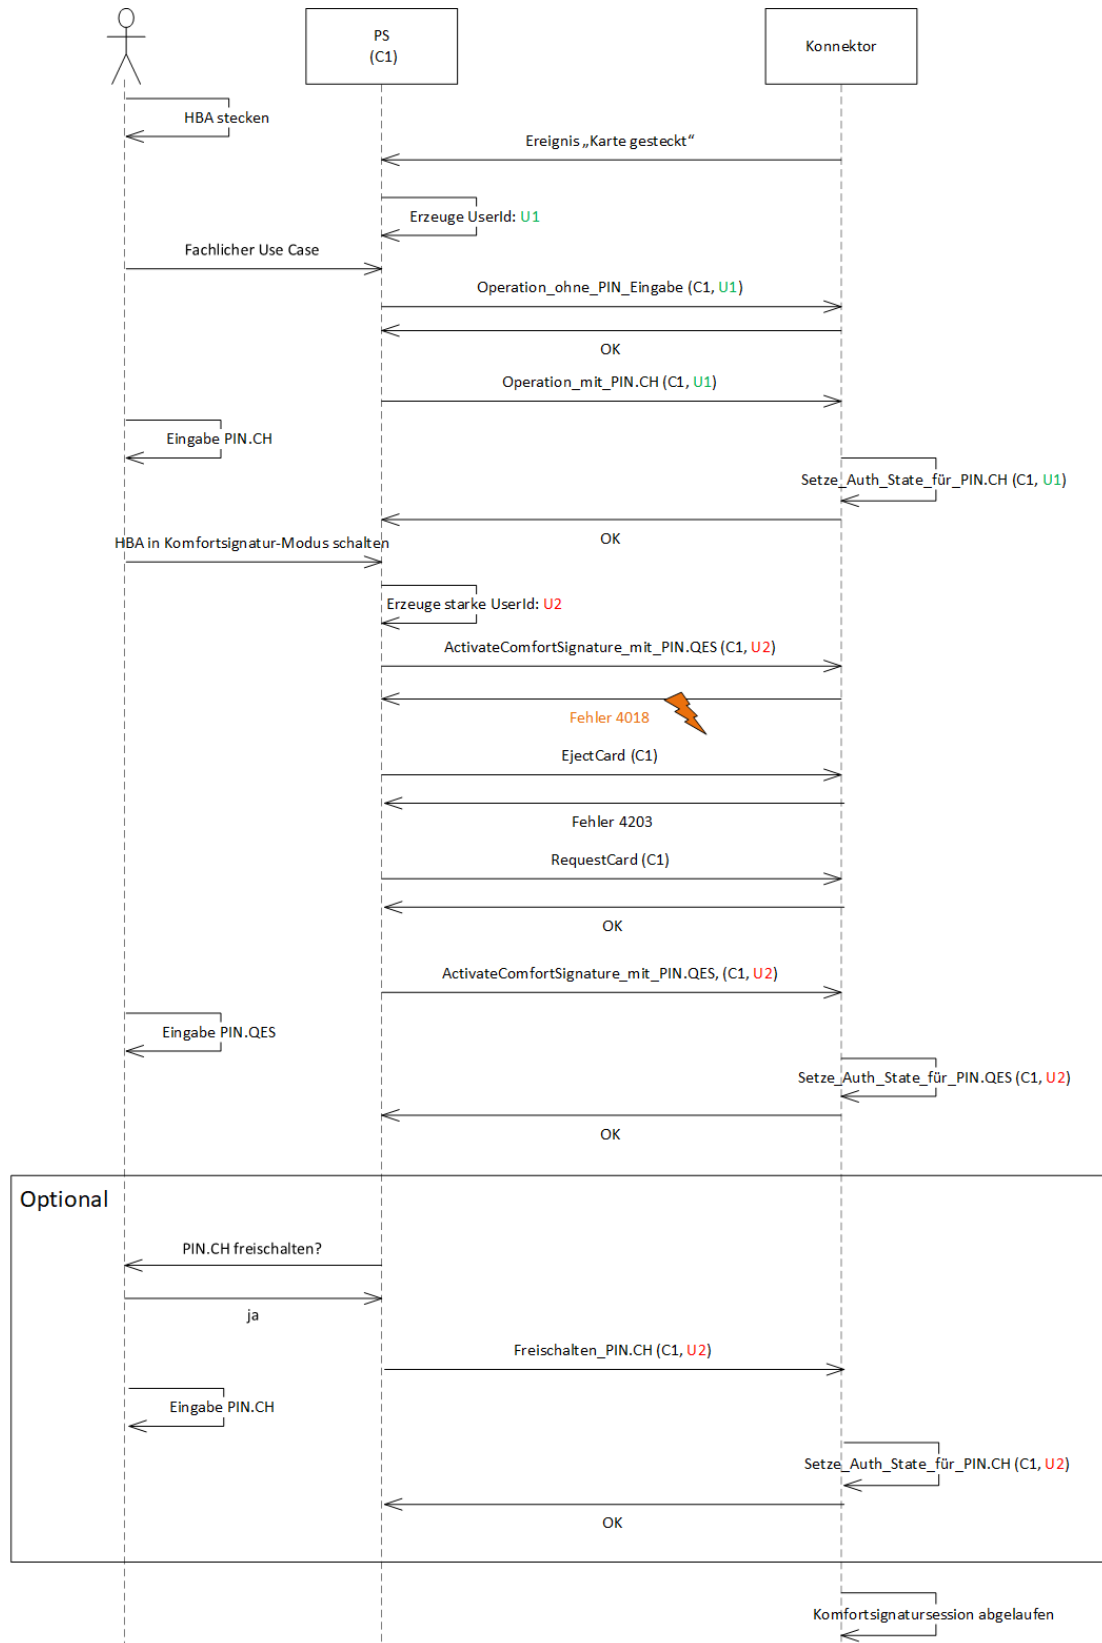 PS
(C1)
Konnektor
HBA stecken
Ereignis „Karte gesteckt“
Erzeuge UserId: U1
Fachlicher Use Case
Operation_ohne_PIN_Eingabe (C1, U1)
OK
Operation_mit_PIN.CH (C1, U1)
Eingabe PIN.CH
Setze_Auth_State_für_PIN.CH (C1, U1)
OK
HBA in Komfortsignatur-Modus schalten
Erzeuge starke UserId: U2
ActivateComfortSignature_mit_PIN.QES (C1, U2)
Fehler 4018
EjectCard (C1)
Fehler 4203
RequestCard (C1)
OK
ActivateComfortSignature_mit_PIN.QES, (C1, U2)
Eingabe PIN.QES
Setze_Auth_State_für_PIN.QES (C1, U2)
OK
Optional
PIN.CH freischalten?
ja
Freischalten_PIN.CH (C1, U2)
Eingabe PIN.CH
Setze_Auth_State_für_PIN.CH (C1, U2)
OK
Komfortsignatursession abgelaufen